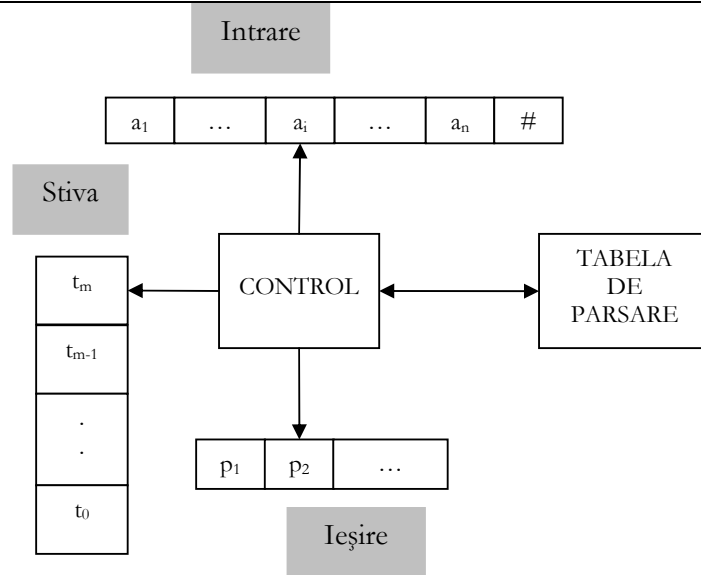 Intrare
a₁ … aᵢ … aₙ #
Stiva
tₘ
CONTROL
TABELA
DE
PARSARE
tₘ₋₁
.
.
p₁ p₂ …
t₀
Ieşire